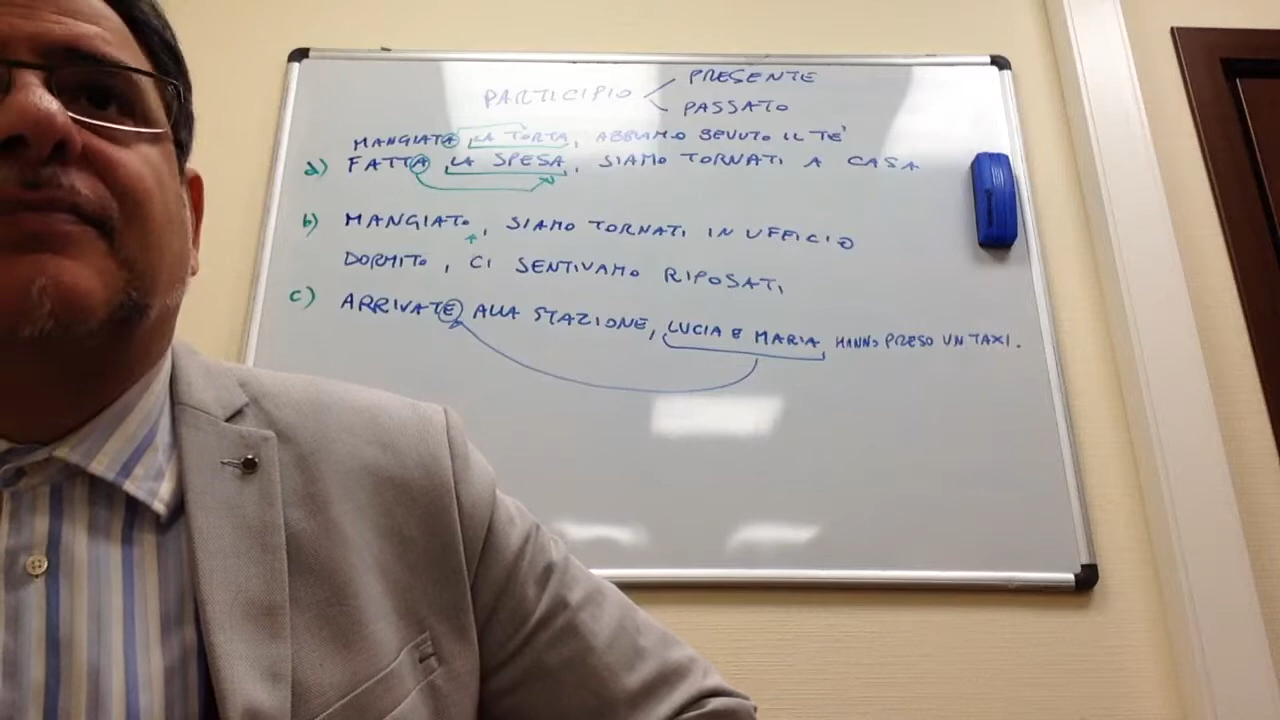 PARTICIPIO
PRESENTE
PASSATO
MANGIATA LA TORTA, ABBIAMO BEVUTO IL TE'
a) FATTA LA SPESA, SIAMO TORNATI A CASA
b) MANGIATO, SIAMO TORNATI IN UFFICIO
DORMITO, CI SENTIVAMO RIPOSATI
c) ARRIVATE ALLA STAZIONE, LUCIA E MARIA HANNO PRESO UN TAXI.